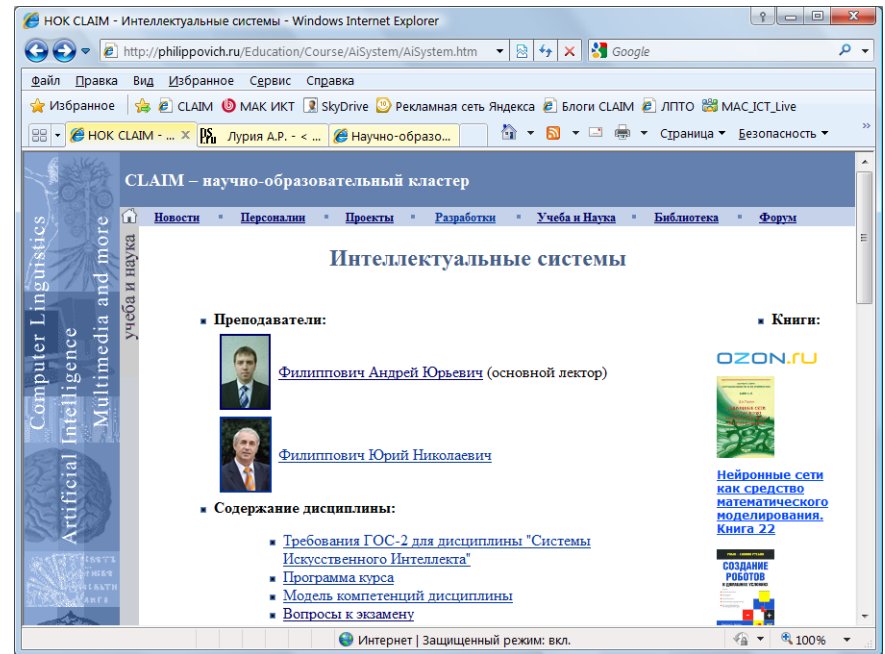 НОК CLAIM - Интеллектуальные системы - Windows Internet Explorer
http://philippovich.ru/Education/Course/AiSystem/AiSystem.htm Google
Файл Правка Вид Избранное Сервис Справка
Избранное CLAIM МАК ИКТ SkyDrive Рекламная сеть Яндекса Блоги CLAIM ЛПТО MAC_ICT_Live
НОК CLAIM - ... Лурия А.Р. - < ... Научно-образо... Страница Безопасность
CLAIM – научно-образовательный кластер
Новости Персоналии Проекты Разработки Учеба и Наука Библиотека Форум
Computer Linguistics
Artificial Intelligence
Multimedia and more
учеба и наука
Интеллектуальные системы
Преподаватели:
Филиппович Андрей Юрьевич (основной лектор)
Филиппович Юрий Николаевич
Содержание дисциплины:
Требования ГОС-2 для дисциплины "Системы
Искусственного Интеллекта"
Программа курса
Модель компетенций дисциплины
Вопросы к экзамену
Книги:
OZON.ru
Нейронные сети
как средство
математического
моделирования.
Книга 22
СОЗДАНИЕ
РОБОТОВ
В ДОМАШНИХ УСЛОВИЯХ
Интернет | Защищенный режим: вкл. 100%